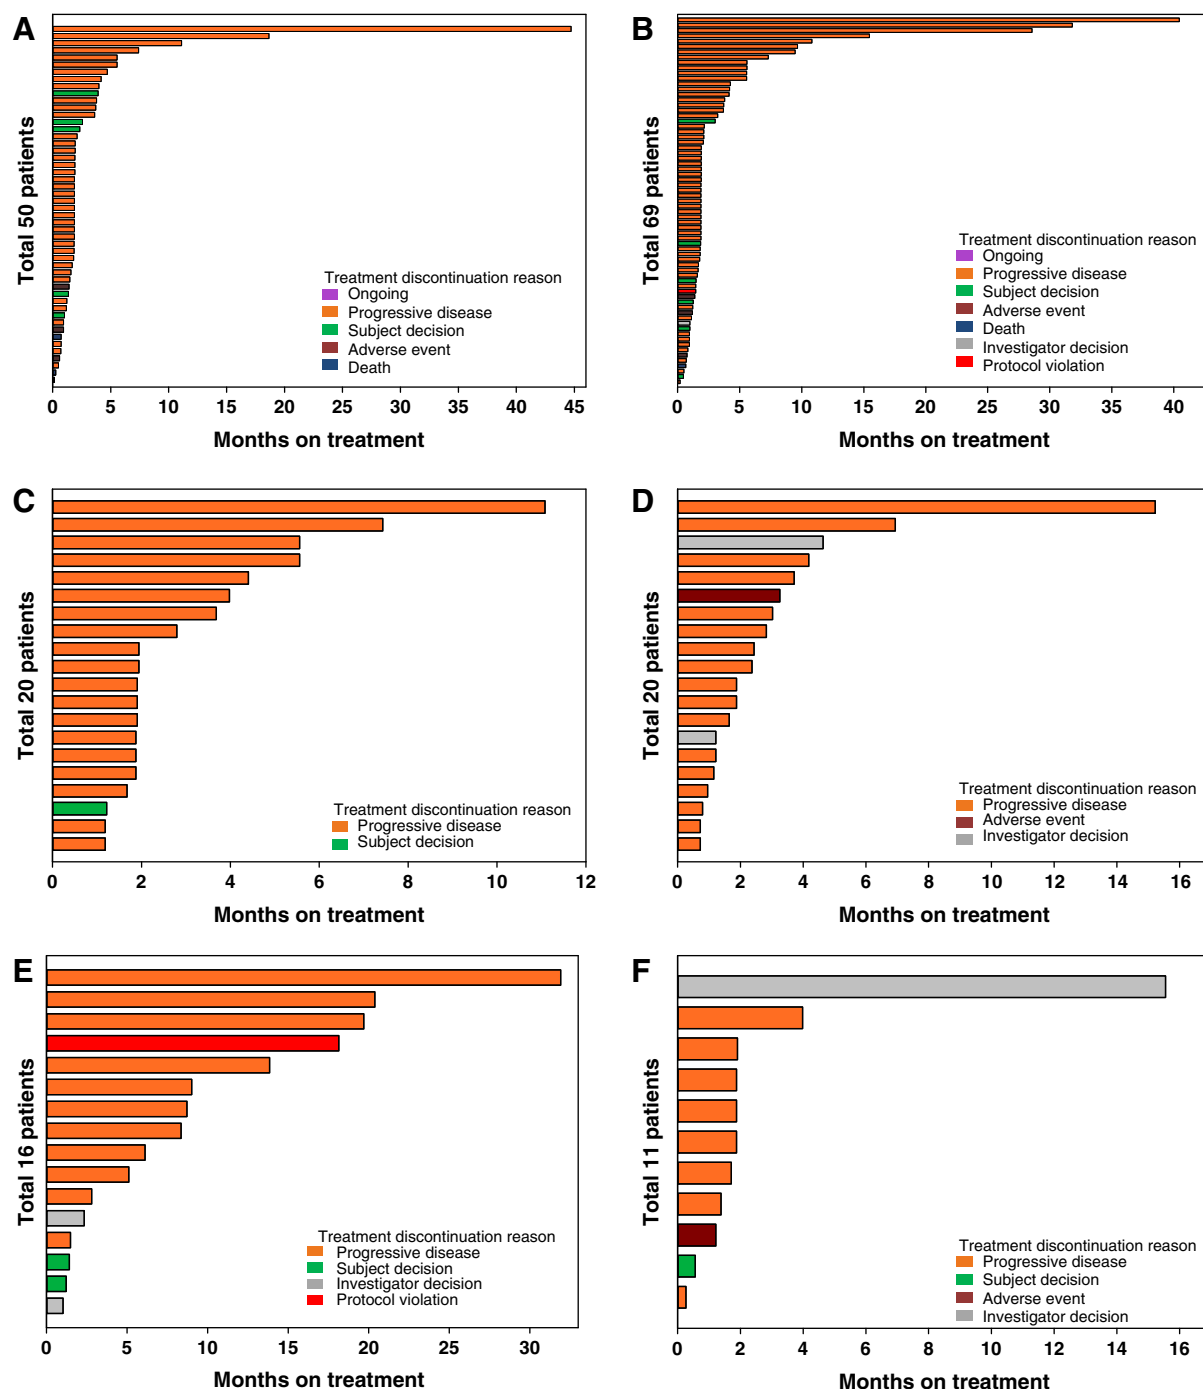 A
Total 50 patients
Treatment discontinuation reason
Ongoing
Progressive disease
Subject decision
Adverse event
Death
0 5 10 15 20 25 30 35 40 45
Months on treatment
B
Total 69 patients
Treatment discontinuation reason
Ongoing
Progressive disease
Subject decision
Adverse event
Death
Investigator decision
Protocol violation
0 5 10 15 20 25 30 35 40
Months on treatment
C
Total 20 patients
Treatment discontinuation reason
Progressive disease
Subject decision
0 2 4 6 8 10 12
Months on treatment
D
Total 20 patients
Treatment discontinuation reason
Progressive disease
Adverse event
Investigator decision
0 2 4 6 8 10 12 14 16
Months on treatment
E
Total 16 patients
Treatment discontinuation reason
Progressive disease
Subject decision
Investigator decision
Protocol violation
0 5 10 15 20 25 30
Months on treatment
F
Total 11 patients
Treatment discontinuation reason
Progressive disease
Subject decision
Adverse event
Investigator decision
0 2 4 6 8 10 12 14 16
Months on treatment